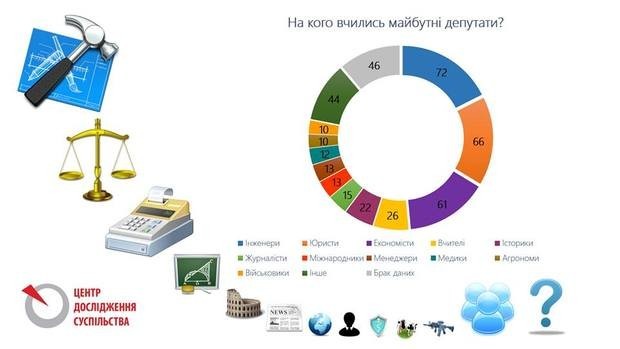 На кого вчились майбутні депутати?
72
66
61
26
22
15
13
13
12
10
10
44
46
Інженери Юристи Економісти Вчителі Історики
Журналісти Міжнародники Менеджери Медики Агрономи
Військовики Інше Брак даних
ЦЕНТР
ДОСЛІДЖЕННЯ
СУСПІЛЬСТВА
NEWS
?